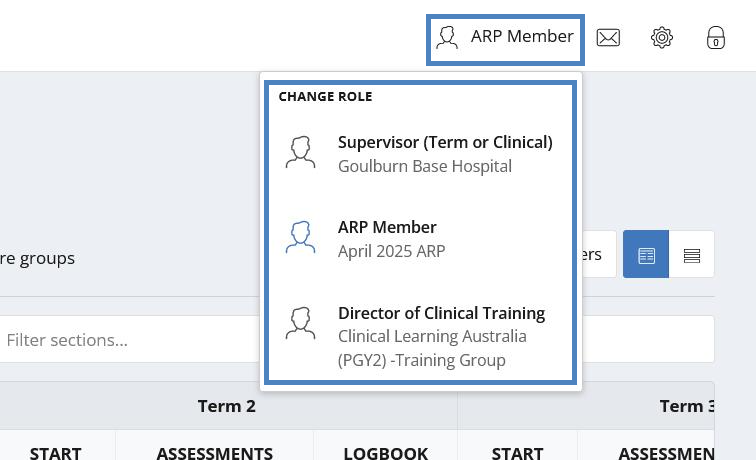 ARP Member
CHANGE ROLE
Supervisor (Term or Clinical)
Goulburn Base Hospital
ARP Member
April 2025 ARP
re groups
ers
Director of Clinical Training
Clinical Learning Australia
(PGY2) -Training Group
Filter sections...
Term 2
Term 3
START
ASSESSMENTS
LOGBOOK
START
ASSESSMEN